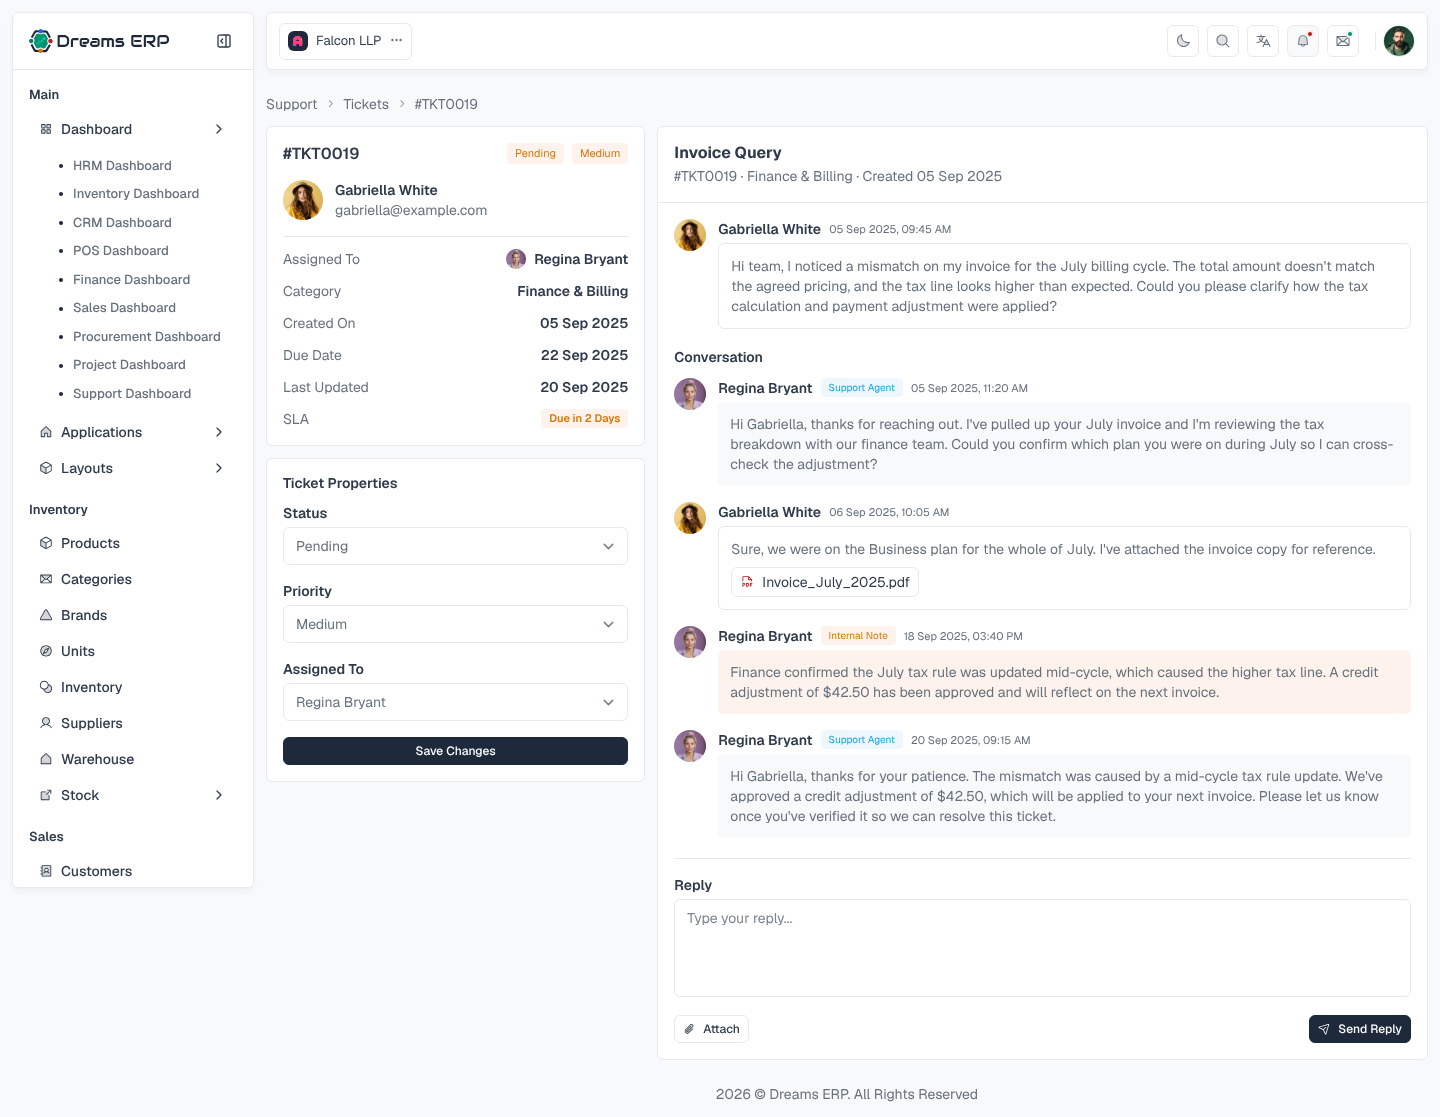 Dreams ERP
Main
Dashboard
HRM Dashboard
Inventory Dashboard
CRM Dashboard
POS Dashboard
Finance Dashboard
Sales Dashboard
Procurement Dashboard
Project Dashboard
Support Dashboard
Applications
Layouts
Inventory
Products
Categories
Brands
Units
Inventory
Suppliers
Warehouse
Stock
Sales
Customers
Falcon LLP
Support > Tickets > #TKT0019
#TKT0019 Pending Medium
Gabriella White
gabriella@example.com
Assigned To Regina Bryant
Category Finance & Billing
Created On 05 Sep 2025
Due Date 22 Sep 2025
Last Updated 20 Sep 2025
SLA Due in 2 Days
Ticket Properties
Status
Pending
Priority
Medium
Assigned To
Regina Bryant
Save Changes
Invoice Query
#TKT0019 · Finance & Billing · Created 05 Sep 2025
Gabriella White 05 Sep 2025, 09:45 AM
Hi team, I noticed a mismatch on my invoice for the July billing cycle. The total amount doesn't match
the agreed pricing, and the tax line looks higher than expected. Could you please clarify how the tax
calculation and payment adjustment were applied?
Conversation
Regina Bryant Support Agent 05 Sep 2025, 11:20 AM
Hi Gabriella, thanks for reaching out. I've pulled up your July invoice and I'm reviewing the tax
breakdown with our finance team. Could you confirm which plan you were on during July so I can cross-
check the adjustment?
Gabriella White 06 Sep 2025, 10:05 AM
Sure, we were on the Business plan for the whole of July. I've attached the invoice copy for reference.
PDF Invoice_July_2025.pdf
Regina Bryant Internal Note 18 Sep 2025, 03:40 PM
Finance confirmed the July tax rule was updated mid-cycle, which caused the higher tax line. A credit
adjustment of $42.50 has been approved and will reflect on the next invoice.
Regina Bryant Support Agent 20 Sep 2025, 09:15 AM
Hi Gabriella, thanks for your patience. The mismatch was caused by a mid-cycle tax rule update. We've
approved a credit adjustment of $42.50, which will be applied to your next invoice. Please let us know
once you've verified it so we can resolve this ticket.
Reply
Type your reply...
Attach
Send Reply
2026 © Dreams ERP. All Rights Reserved